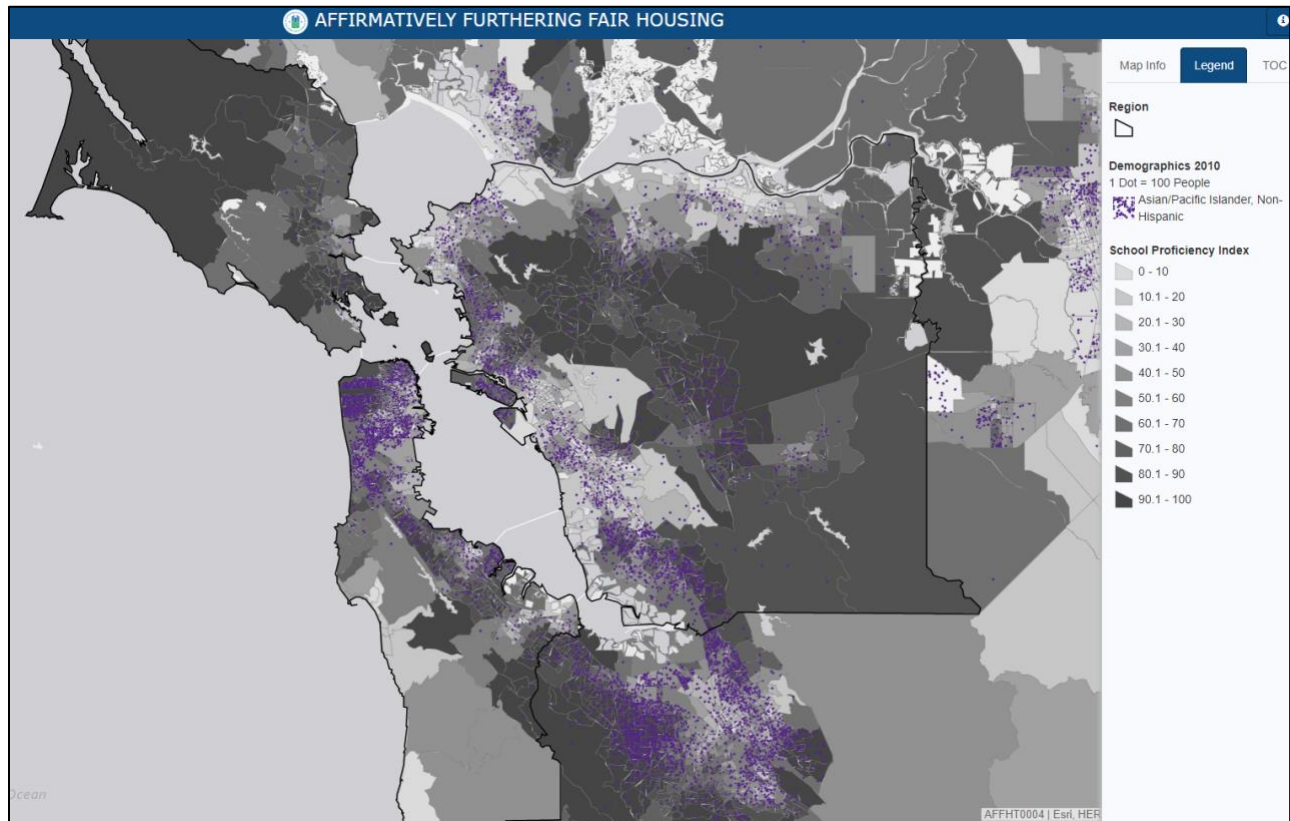 AFFIRMATIVELY FURTHERING FAIR HOUSING
Map Info
Legend
TOC
Region
Demographics 2010
1 Dot = 100 People
Asian/Pacific Islander, Non-
Hispanic
School Proficiency Index
0 - 10
10.1 - 20
20.1 - 30
30.1 - 40
40.1 - 50
50.1 - 60
60.1 - 70
70.1 - 80
80.1 - 90
90.1 - 100
Ocean
AFFHT0004 | Esri, HER